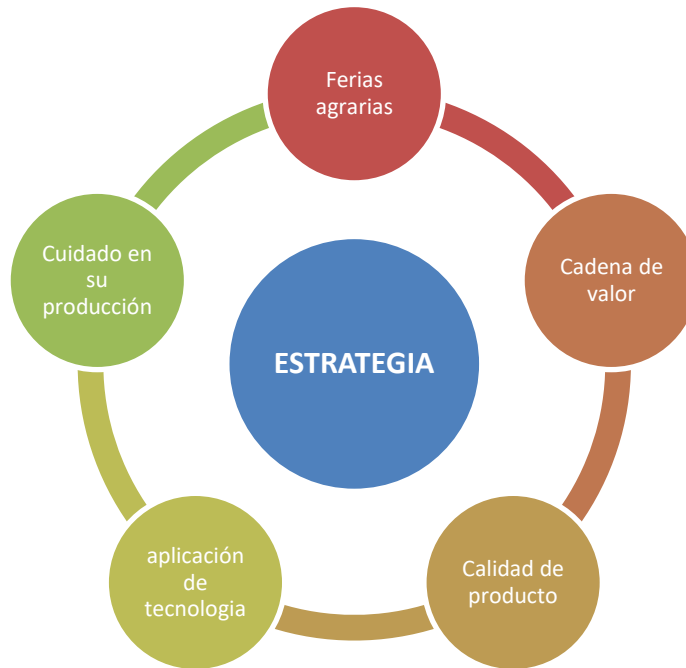 Ferias
agrarias
Cadena de
valor
Calidad de
producto
aplicación
de
tecnologia
Cuidado en
su
producción
ESTRATEGIA